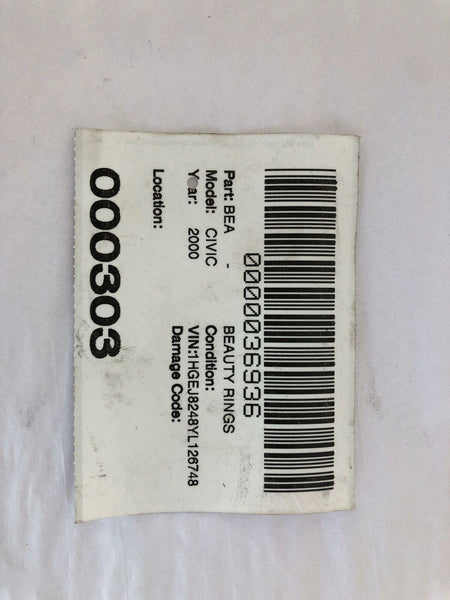 0000036936
Part: BEA - BEAUTY RINGS
Model: CIVIC Condition:
Year: 2000 VIN:1HGEJ8248YL126748
Damage Code:
Location:
000303